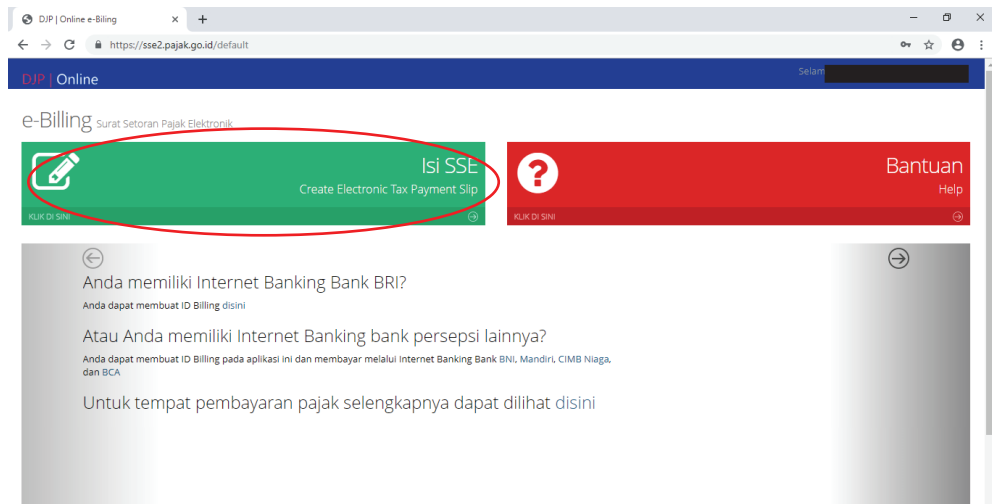 DJP | Online e-Biling
https://sse2.pajak.go.id/default
DJP | Online
Selam
e-Billing Surat Setoran Pajak Elektronik
Isi SSE
Create Electronic Tax Payment Slip
KLIK DI SINI
Bantuan
Help
KLIK DI SINI
Anda memiliki Internet Banking Bank BRI?
Anda dapat membuat ID Billing disini
Atau Anda memiliki Internet Banking bank persepsi lainnya?
Anda dapat membuat ID Billing pada aplikasi ini dan membayar melalui Internet Banking Bank BNI, Mandiri, CIMB Niaga,
dan BCA
Untuk tempat pembayaran pajak selengkapnya dapat dilihat disini